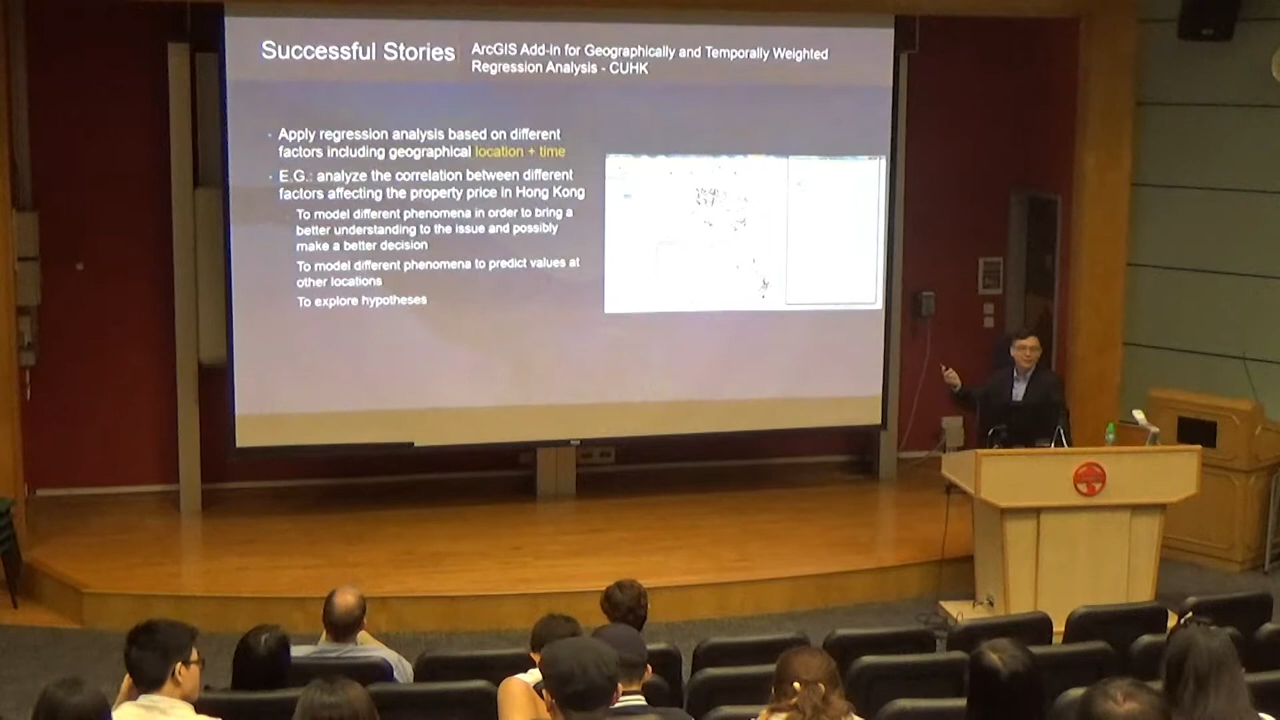 Successful Stories
ArcGIS Add-in for Geographically and Temporally Weighted
Regression Analysis - CUHK
Apply regression analysis based on different
factors including geographical location + time
E.G.: analyze the correlation between different
factors affecting the property price in Hong Kong
To model different phenomena in order to bring a
better understanding to the issue and possibly
make a better decision
To model different phenomena to predict values at
other locations
To explore hypotheses